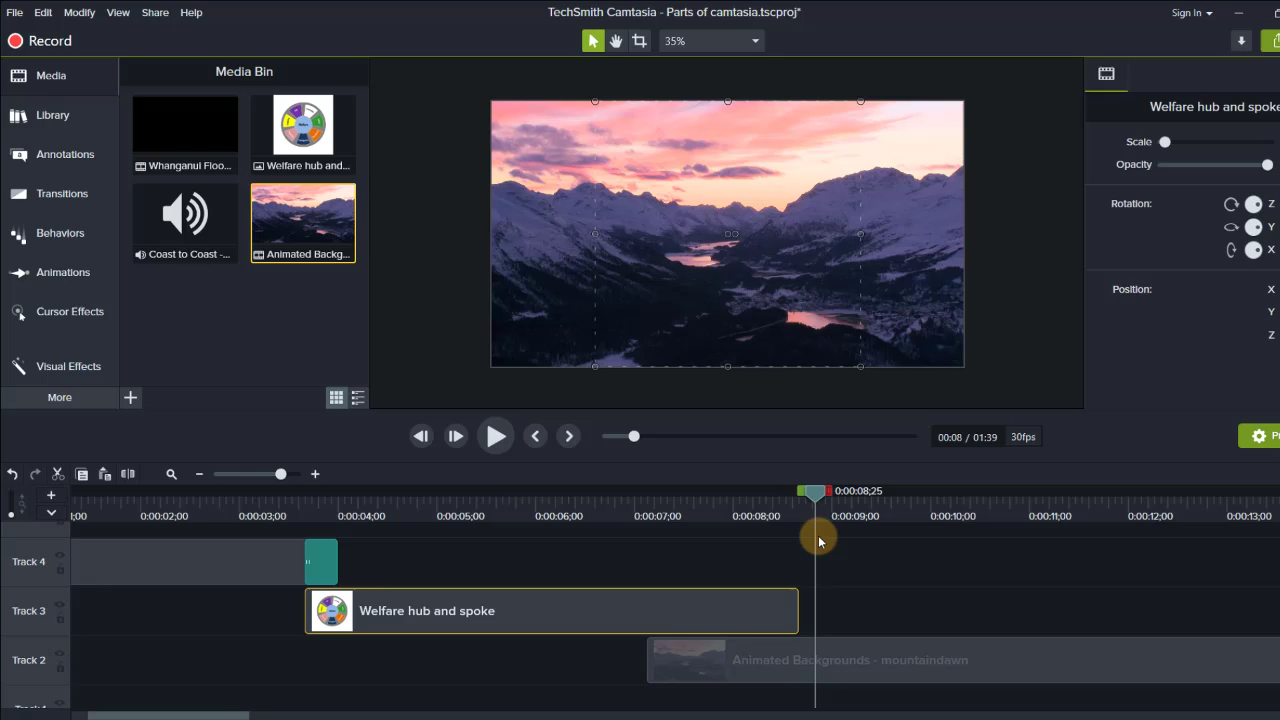 File Edit Modify View Share Help
TechSmith Camtasia - Parts of camtasia.tscproj*
Sign In
Record
35%
Media
Library
Annotations
Transitions
Behaviors
Animations
Cursor Effects
Visual Effects
More
Media Bin
Whanganui Floo...
Welfare hub and...
Coast to Coast -...
Animated Backg...
Welfare hub and spoke
Scale
Opacity
Rotation:
Z
Y
X
Position:
X
Y
Z
00:08 / 01:39 30fps
0:00:08;25
;00 0:00:02;00 0:00:03;00 0:00:04;00 0:00:05;00 0:00:06;00 0:00:07;00 0:00:08;00 0:00:09;00 0:00:10;00 0:00:11;00 0:00:12;00 0:00:13;00
Track 4
Track 3
Welfare hub and spoke
Track 2
Animated Backgrounds - mountaindawn